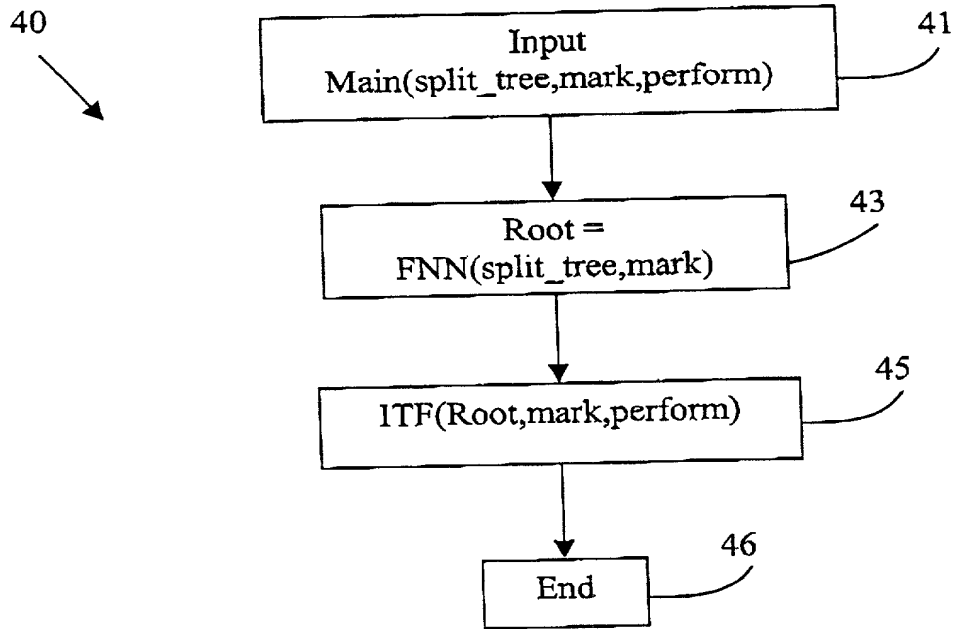 40
41
Input
Main(split_tree,mark,perform)
43
Root =
FNN(split_tree,mark)
45
ITF(Root,mark,perform)
46
End